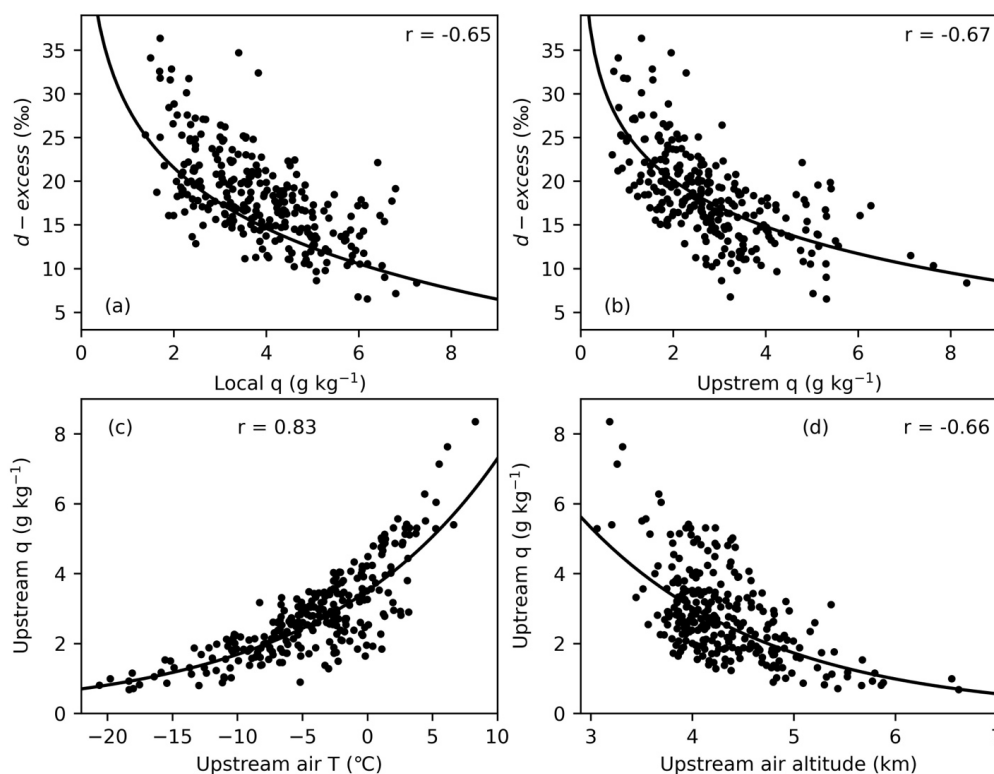 r = -0.65
35
30
25
20
15
10
5
d − excess (‰)
(a)
0 2 4 6 8
Local q (g kg⁻¹)
r = -0.67
35
30
25
20
15
10
5
d − excess (‰)
(b)
0 2 4 6 8
Upstrem q (g kg⁻¹)
(c) r = 0.83
8
6
4
2
0
Upstream q (g kg⁻¹)
−20 −15 −10 −5 0 5 10
Upstream air T (℃)
(d) r = -0.66
8
6
4
2
0
Uptream q (g kg⁻¹)
3 4 5 6 7
Upstream air altitude (km)